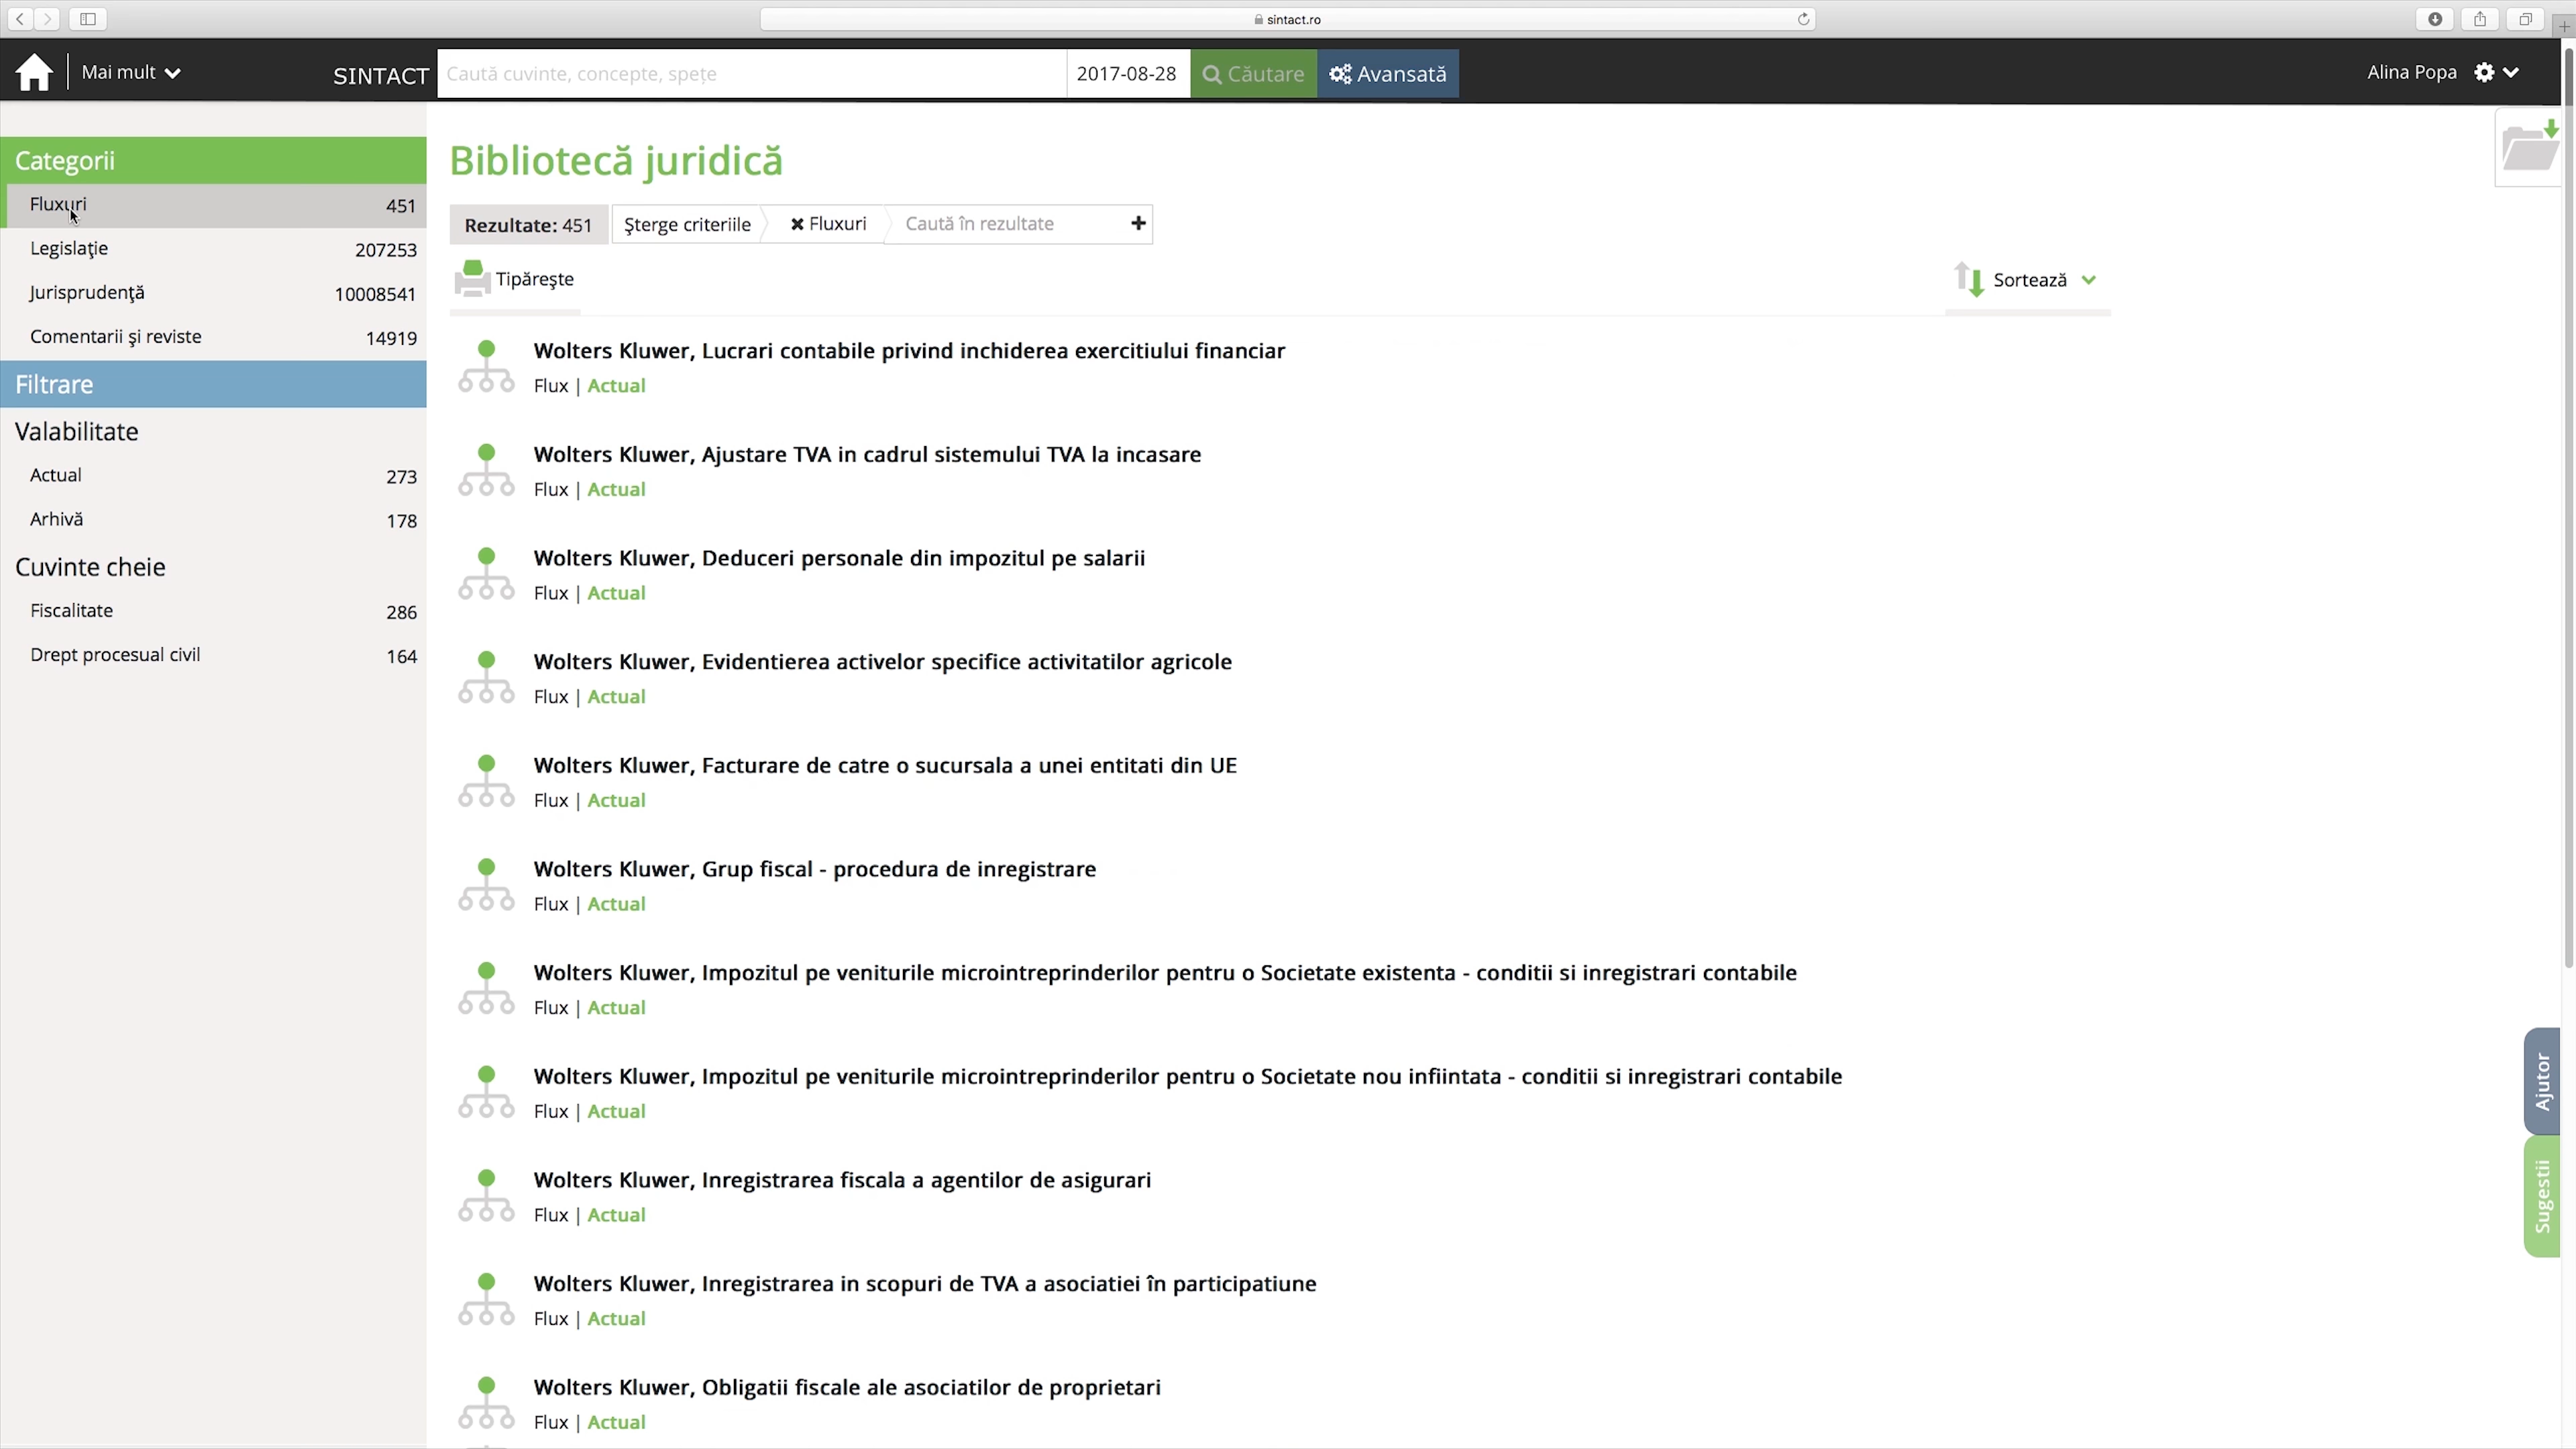 sintact.ro
Mai mult
SINTACT
Caută cuvinte, concepte, spețe
2017-08-28
Căutare
Avansată
Alina Popa
Categorii
Fluxuri 451
Legislaţie 207253
Jurisprudenţă 10008541
Comentarii şi reviste 14919
Filtrare
Valabilitate
Actual 273
Arhivă 178
Cuvinte cheie
Fiscalitate 286
Drept procesual civil 164
Bibliotecă juridică
Rezultate: 451
Şterge criteriile
Fluxuri
Caută în rezultate
Tipăreşte
Sortează
Wolters Kluwer, Lucrari contabile privind inchiderea exercitiului financiar
Flux | Actual
Wolters Kluwer, Ajustare TVA in cadrul sistemului TVA la incasare
Flux | Actual
Wolters Kluwer, Deduceri personale din impozitul pe salarii
Flux | Actual
Wolters Kluwer, Evidentierea activelor specifice activitatilor agricole
Flux | Actual
Wolters Kluwer, Facturare de catre o sucursala a unei entitati din UE
Flux | Actual
Wolters Kluwer, Grup fiscal - procedura de inregistrare
Flux | Actual
Wolters Kluwer, Impozitul pe veniturile microintreprinderilor pentru o Societate existenta - conditii si inregistrari contabile
Flux | Actual
Wolters Kluwer, Impozitul pe veniturile microintreprinderilor pentru o Societate nou infiintata - conditii si inregistrari contabile
Flux | Actual
Wolters Kluwer, Inregistrarea fiscala a agentilor de asigurari
Flux | Actual
Wolters Kluwer, Inregistrarea in scopuri de TVA a asociatiei în participatiune
Flux | Actual
Wolters Kluwer, Obligatii fiscale ale asociatilor de proprietari
Flux | Actual
Ajutor
Sugestii